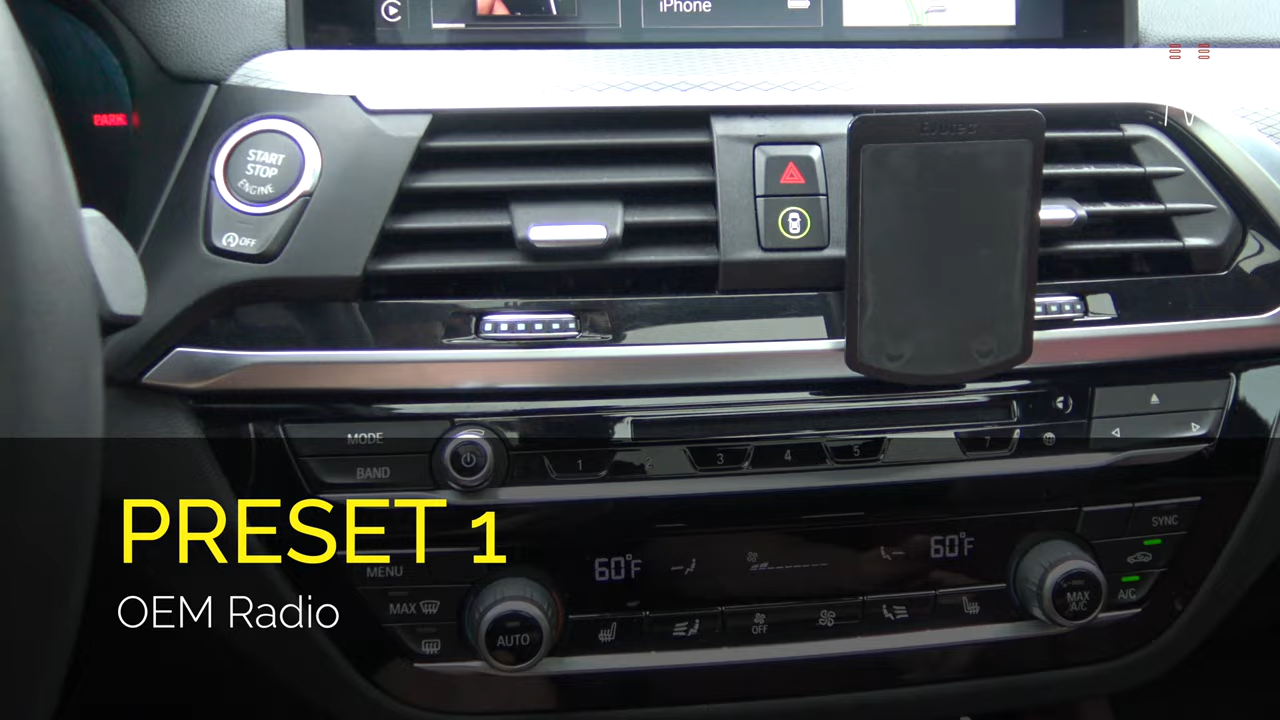 iPhone
PARK
START
STOP
ENGINE
A OFF
MODE
BAND
1
2
3
4
5
7
PRESET 1
OEM Radio
MENU
60°F
60°F
SYNC
MAX
AUTO
OFF
MAX
A/C
A/C